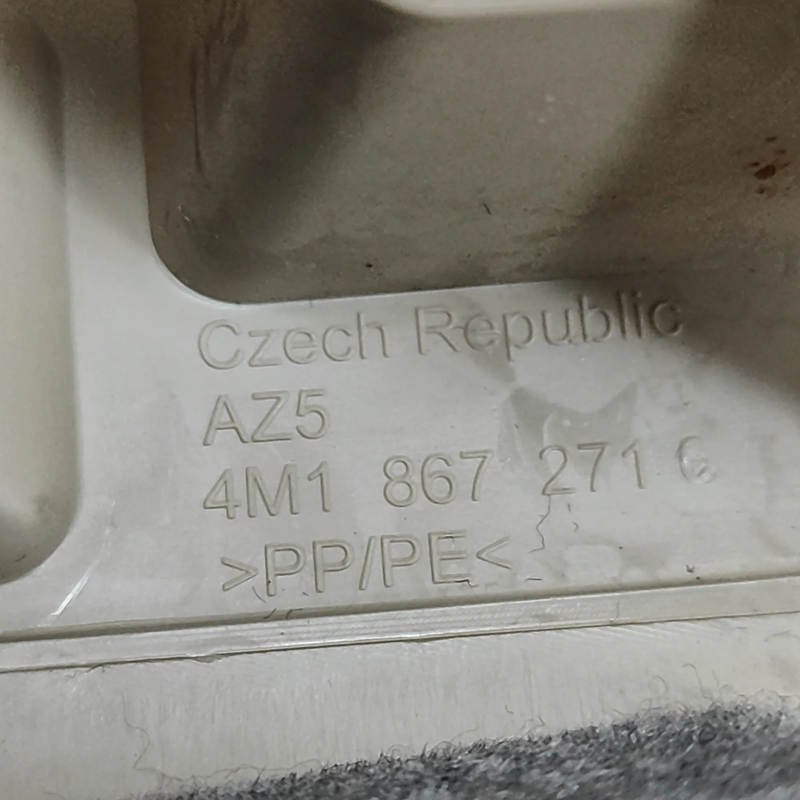 Czech Republic
AZ5
4M1 867 271 C
>PP/PE<